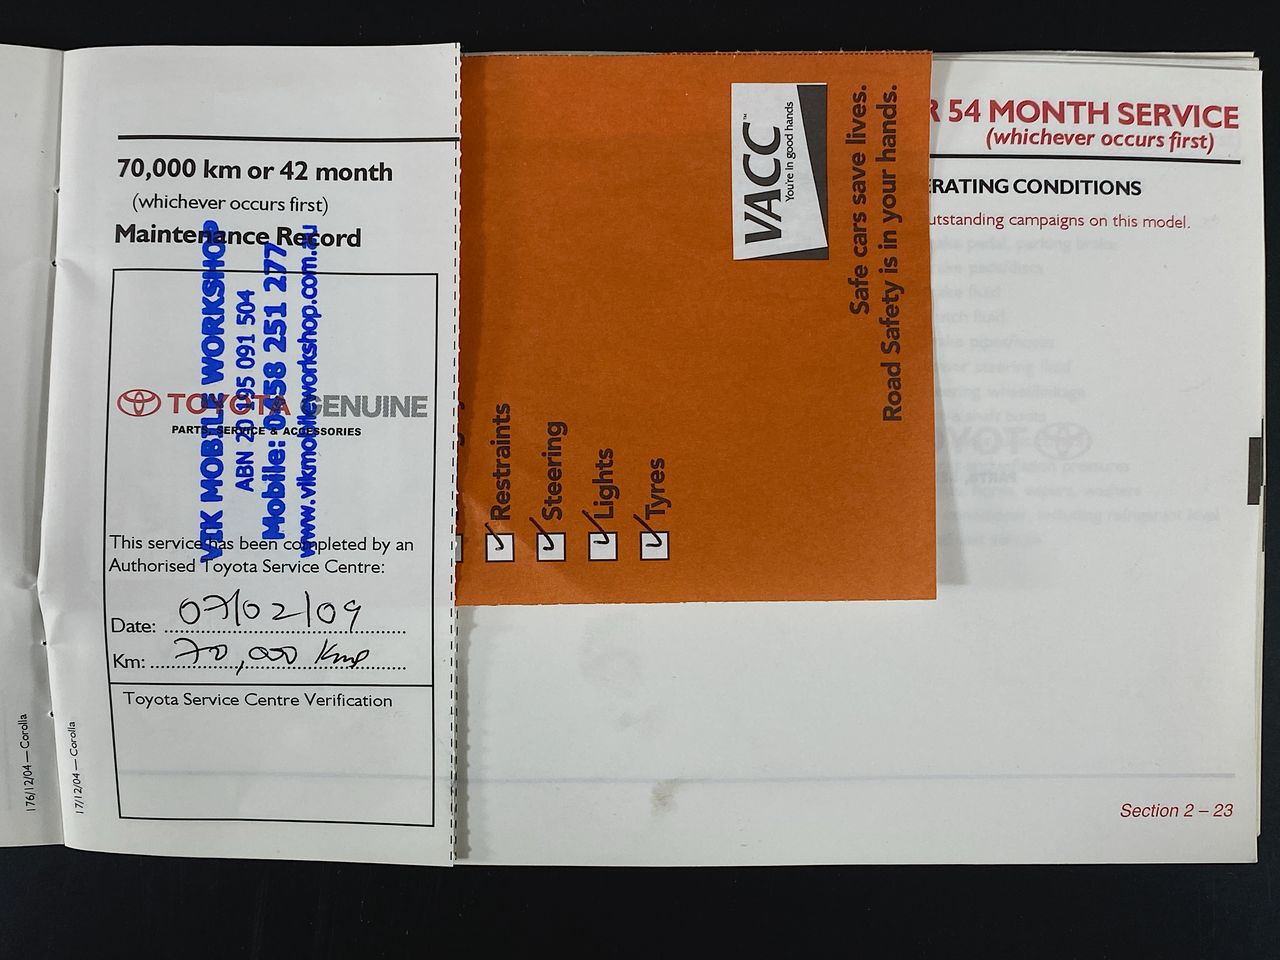 70,000 km or 42 month
(whichever occurs first)
Maintenance Record
VIK MOBILE WORKSHOP
ABN 20 195 091 504
Mobile: 0458 251 277
www.vikmobileworkshop.com.au
TOYOTA GENUINE
PARTS, SERVICE & ACCESSORIES
This service has been completed by an
Authorised Toyota Service Centre:
Date: 07/02/09
Km: 70,000 Kms
Toyota Service Centre Verification
176/12/04 — Corolla
17/12/04 — Corolla
Restraints
Steering
Lights
Tyres
VACC™
You're in good hands
Safe cars save lives.
Road Safety is in your hands.
R 54 MONTH SERVICE
(whichever occurs first)
ERATING CONDITIONS
utstanding campaigns on this model.
Section 2 – 23